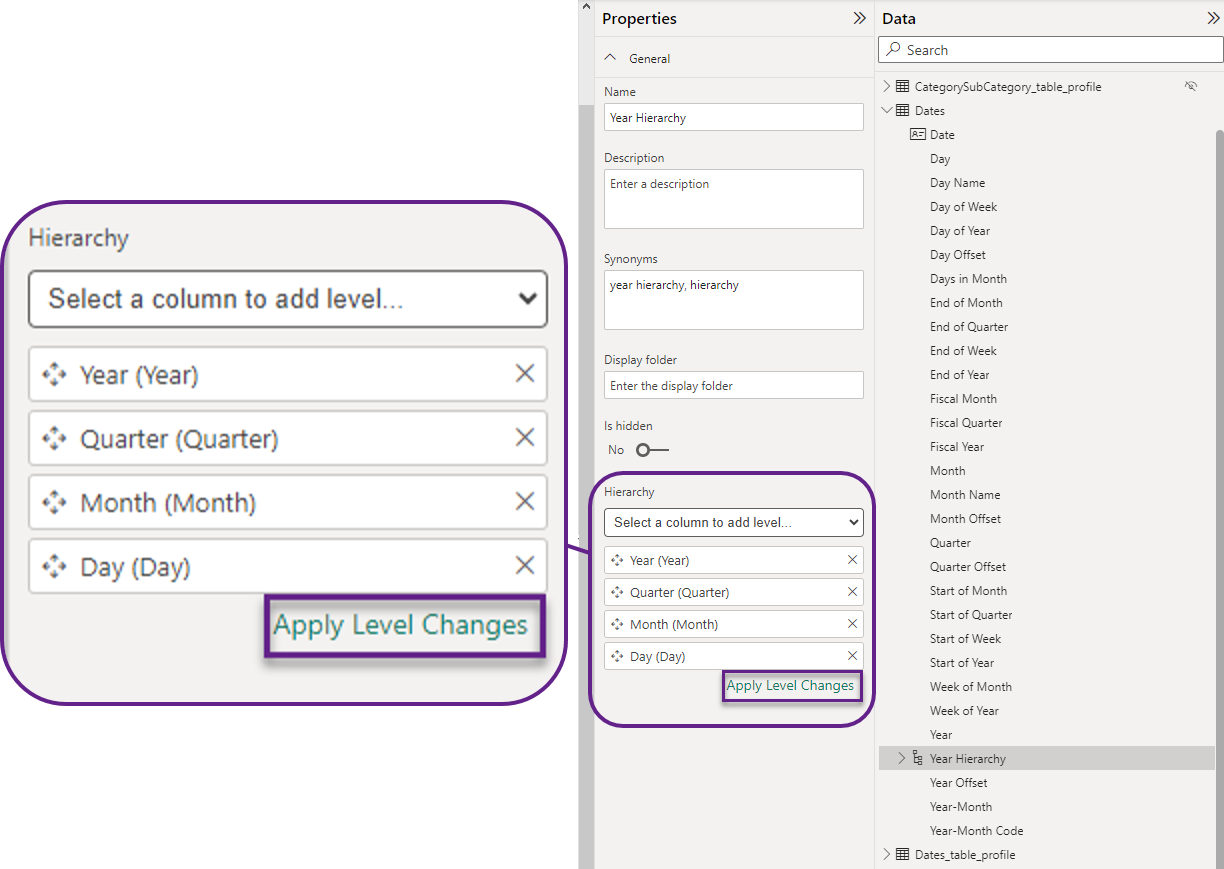 Hierarchy
Select a column to add level...
Year (Year)
Quarter (Quarter)
Month (Month)
Day (Day)
Apply Level Changes
Properties
General
Name
Year Hierarchy
Description
Enter a description
Synonyms
year hierarchy, hierarchy
Display folder
Enter the display folder
Is hidden
No
Hierarchy
Select a column to add level...
Year (Year)
Quarter (Quarter)
Month (Month)
Day (Day)
Apply Level Changes
Data
Search
CategorySubCategory_table_profile
Dates
Date
Day
Day Name
Day of Week
Day of Year
Day Offset
Days in Month
End of Month
End of Quarter
End of Week
End of Year
Fiscal Month
Fiscal Quarter
Fiscal Year
Month
Month Name
Month Offset
Quarter
Quarter Offset
Start of Month
Start of Quarter
Start of Week
Start of Year
Week of Month
Week of Year
Year
Year Hierarchy
Year Offset
Year-Month
Year-Month Code
Dates_table_profile